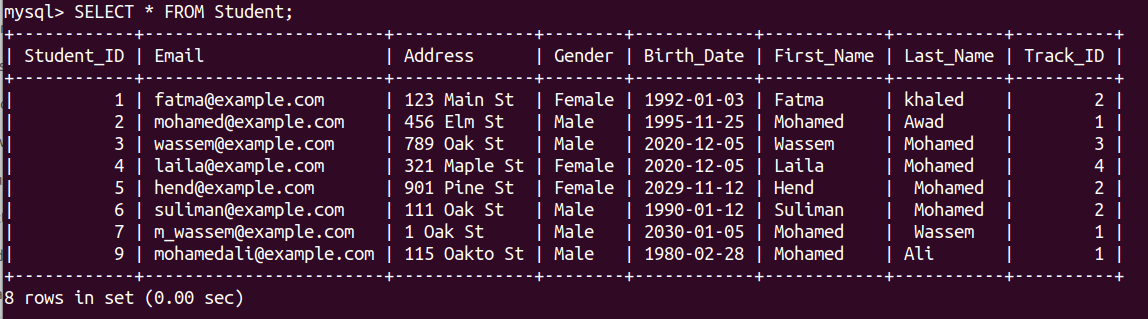 mysql> SELECT * FROM Student;
+------------+-----------------------+--------------+--------+------------+------------+-----------+----------+
| Student_ID | Email                 | Address      | Gender | Birth_Date | First_Name | Last_Name | Track_ID |
+------------+-----------------------+--------------+--------+------------+------------+-----------+----------+
|          1 | fatma@example.com     | 123 Main St  | Female | 1992-01-03 | Fatma      | khaled    |        2 |
|          2 | mohamed@example.com   | 456 Elm St   | Male   | 1995-11-25 | Mohamed    | Awad      |        1 |
|          3 | wassem@example.com    | 789 Oak St   | Male   | 2020-12-05 | Wassem     | Mohamed   |        3 |
|          4 | laila@example.com     | 321 Maple St | Female | 2020-12-05 | Laila      | Mohamed   |        4 |
|          5 | hend@example.com      | 901 Pine St  | Female | 2029-11-12 | Hend       |  Mohamed  |        2 |
|          6 | suliman@example.com   | 111 Oak St   | Male   | 1990-01-12 | Suliman    |  Mohamed  |        2 |
|          7 | m_wassem@example.com  | 1 Oak St     | Male   | 2030-01-05 | Mohamed    |  Wassem   |        1 |
|          9 | mohamedali@example.com | 115 Oakto St | Male   | 1980-02-28 | Mohamed    | Ali       |        1 |
+------------+-----------------------+--------------+--------+------------+------------+-----------+----------+
8 rows in set (0.00 sec)